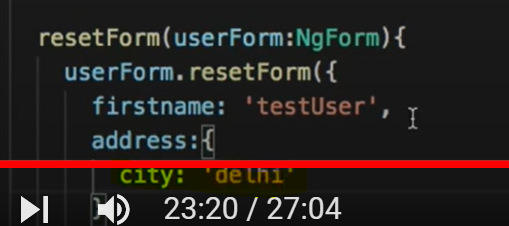 resetForm(userForm:NgForm){
userForm.resetForm({
firstname: 'testUser',
address:{
city: 'delhi'
}
23:20 / 27:04